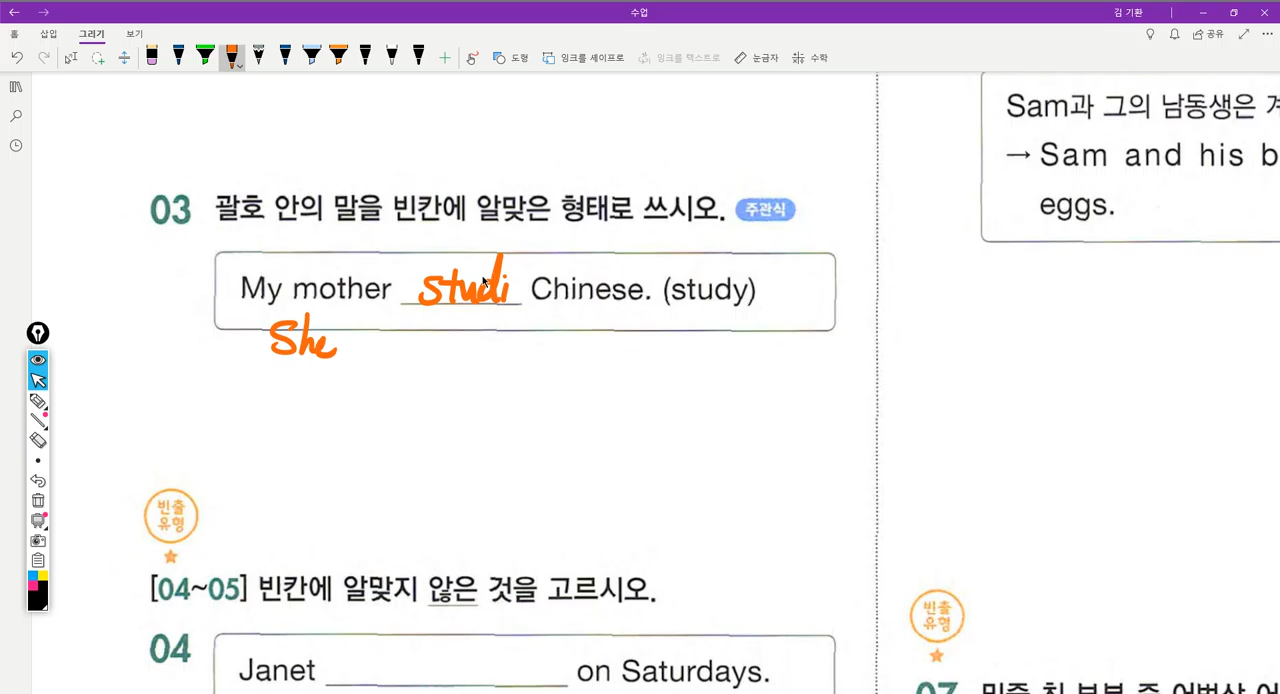 수업
김 기환
홈 삽입 그리기 보기
공유
도형 잉크를 셰이프로 잉크를 텍스트로 눈금자 수학
03 괄호 안의 말을 빈칸에 알맞은 형태로 쓰시오. 주관식
My mother studi Chinese. (study)
She
빈출
유형
[04~05] 빈칸에 알맞지 않은 것을 고르시오.
04
Janet ____________ on Saturdays.
Sam과 그의 남동생은
→ Sam and his b
eggs.
빈출
유형
07